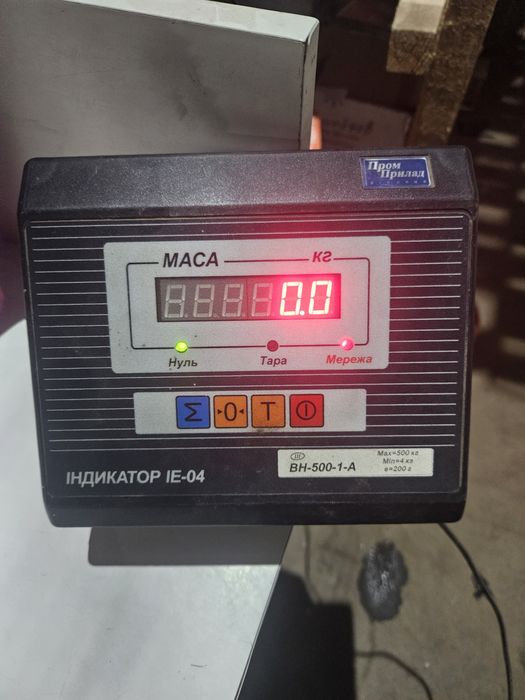 Пром
Прилад
МАСА кг
0.0
Нуль Тара Мережа
Σ 0 T
ІНДИКАТОР ІЕ-04
ВН-500-1-А
Max=500 кг
Min=4 кг
e=200 г